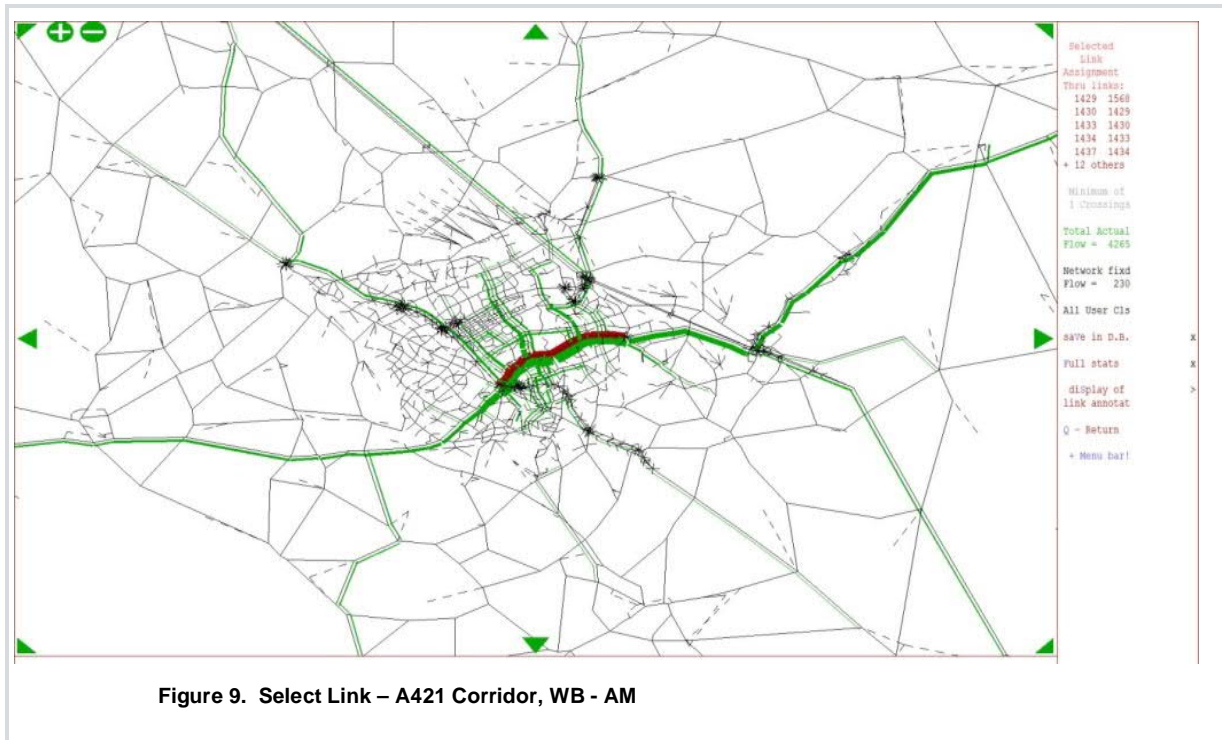 Selected
Link
Assignment
Thru links:
1429 1568
1430 1429
1433 1430
1434 1433
1437 1434
+ 12 others
Minimum of
1 Crossings
Total Actual
Flow = 4265
Network fixd
Flow = 230
All User Cls
saVe in D.B. x
Full stats x
diSplay of >
link annotat
Q - Return
+ Menu bar!
Figure 9. Select Link – A421 Corridor, WB - AM